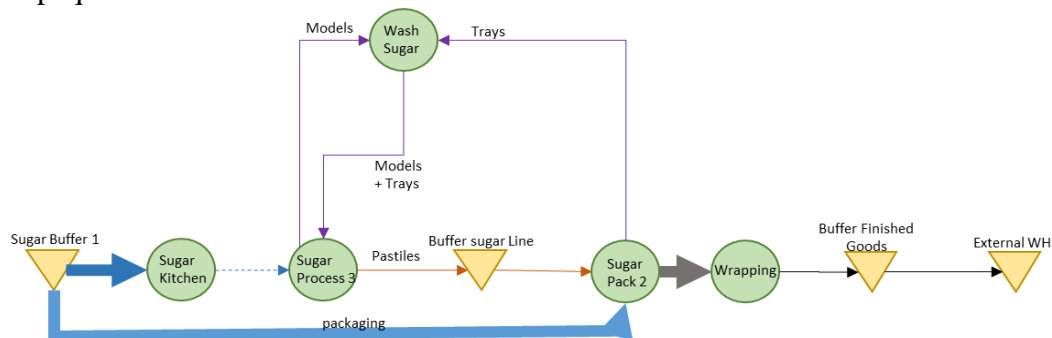 Models
Wash
Sugar
Trays
Models
+ Trays
Sugar Buffer 1
Sugar
Kitchen
Sugar
Process 3
Pastiles
Buffer sugar Line
Sugar
Pack 2
Wrapping
Buffer Finished
Goods
External WH
packaging